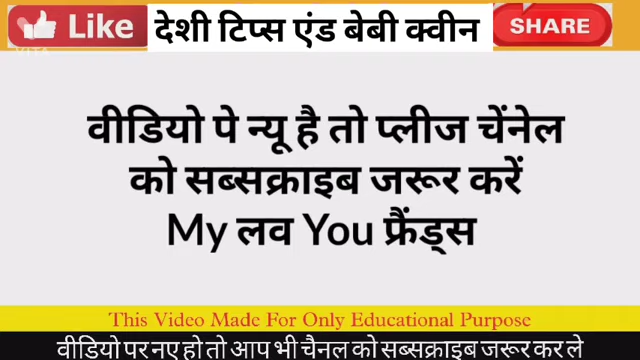 Like देशी टिप्स एंड बेबी क्वीन SHARE
VITA
वीडियो पे न्यू है तो प्लीज चेंनेल
को सब्सक्राइब जरूर करें
My लव You फ्रैंड्स
This Video Made For Only Educational Purpose
वीडियो पर नए हो तो आप भी चैनल को सब्सक्राइब जरूर कर ले